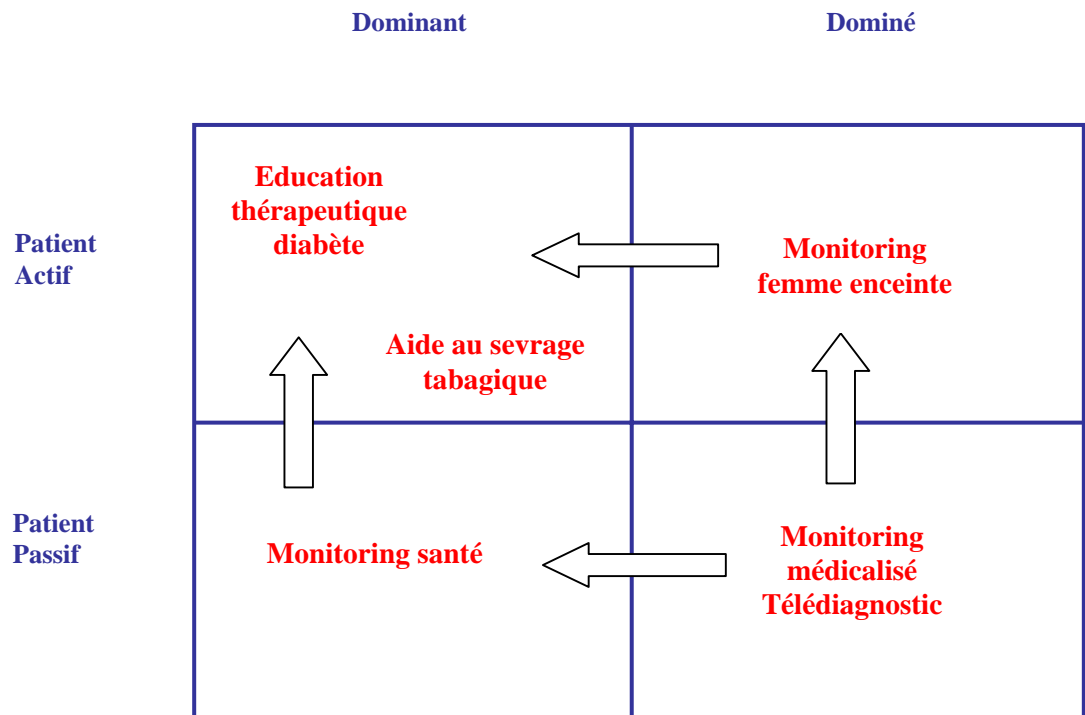 Dominant
Dominé
Patient
Actif
Education
thérapeutique
diabète
Aide au sevrage
tabagique
Monitoring
femme enceinte
Patient
Passif
Monitoring santé
Monitoring
médicalisé
Télédiagnostic